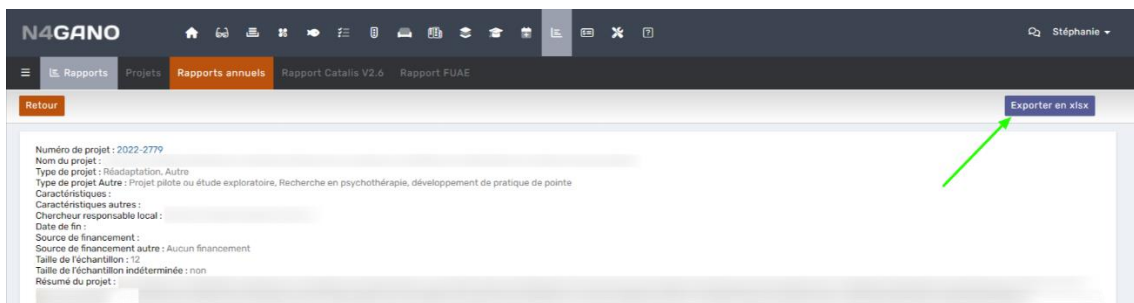 N4GANO Stéphanie
Rapports Projets Rapports annuels Rapport Catalis V2.6 Rapport FUAE
Retour Exporter en xlsx
Numéro de projet : 2022-2779
Nom du projet :
Type de projet : Réadaptation, Autre
Type de projet Autre : Projet pilote ou étude exploratoire, Recherche en psychothérapie, développement de pratique de pointe
Caractéristiques :
Caractéristiques autres :
Chercheur responsable local :
Date de fin :
Source de financement :
Source de financement autre : Aucun financement
Taille de l'échantillon : 12
Taille de l'échantillon indéterminée : non
Résumé du projet :